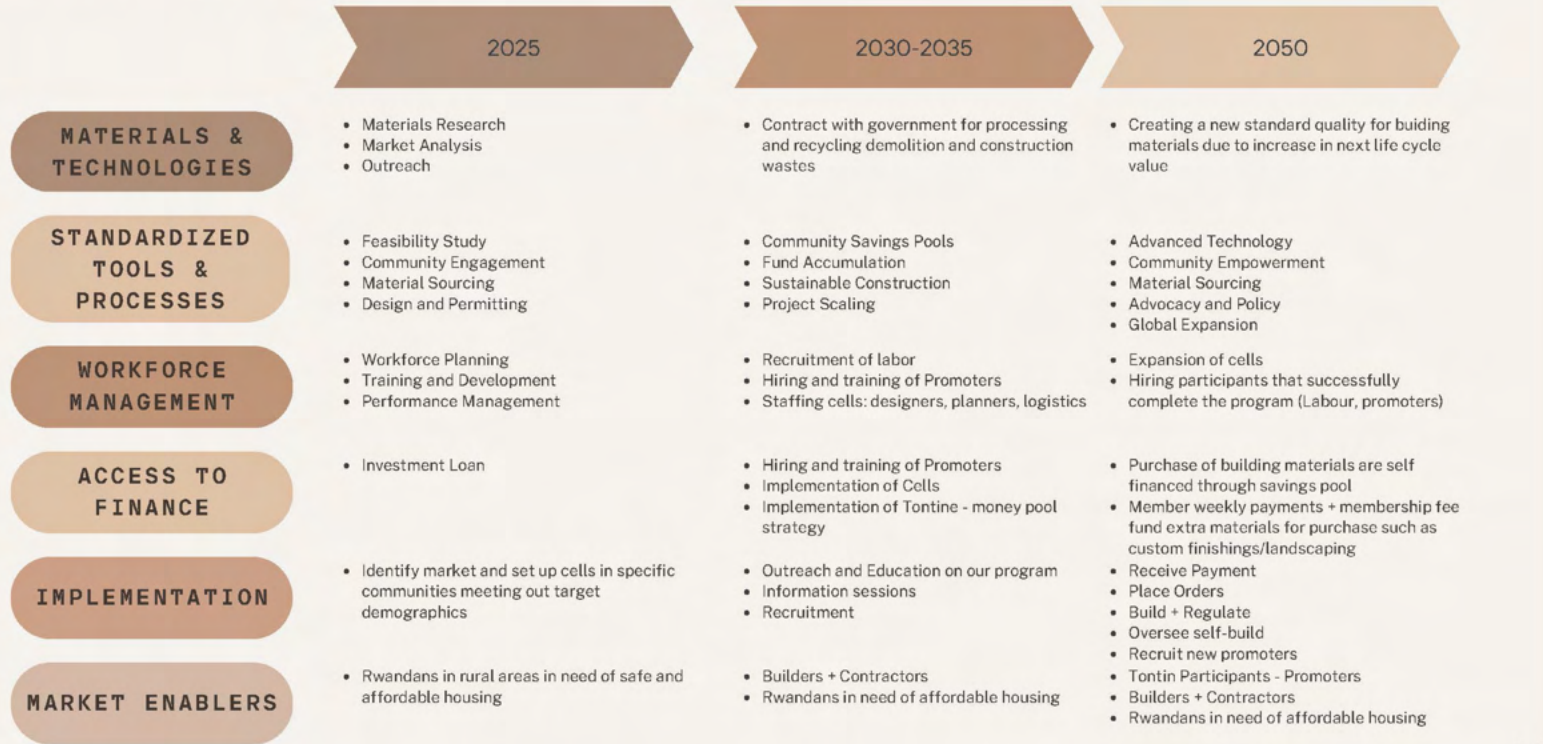 2025
2030-2035
2050
MATERIALS &
TECHNOLOGIES
• Materials Research
• Market Analysis
• Outreach
• Contract with government for processing
and recycling demolition and construction
wastes
• Creating a new standard quality for buiding
materials due to increase in next life cycle
value
STANDARDIZED
TOOLS &
PROCESSES
• Feasibility Study
• Community Engagement
• Material Sourcing
• Design and Permitting
• Community Savings Pools
• Fund Accumulation
• Sustainable Construction
• Project Scaling
• Advanced Technology
• Community Empowerment
• Material Sourcing
• Advocacy and Policy
• Global Expansion
WORKFORCE
MANAGEMENT
• Workforce Planning
• Training and Development
• Performance Management
• Recruitment of labor
• Hiring and training of Promoters
• Staffing cells: designers, planners, logistics
• Expansion of cells
• Hiring participants that successfully
complete the program (Labour, promoters)
ACCESS TO
FINANCE
• Investment Loan
• Hiring and training of Promoters
• Implementation of Cells
• Implementation of Tontine - money pool
strategy
• Purchase of building materials are self
financed through savings pool
• Member weekly payments + membership fee
fund extra materials for purchase such as
custom finishings/landscaping
IMPLEMENTATION
• Identify market and set up cells in specific
communities meeting out target
demographics
• Outreach and Education on our program
• Information sessions
• Recruitment
• Receive Payment
• Place Orders
• Build + Regulate
• Oversee self-build
• Recruit new promoters
MARKET ENABLERS
• Rwandans in rural areas in need of safe and
affordable housing
• Builders + Contractors
• Rwandans in need of affordable housing
• Tontin Participants - Promoters
• Builders + Contractors
• Rwandans in need of affordable housing